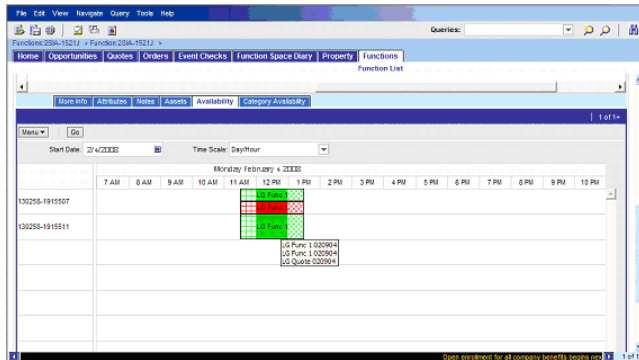 File Edit View Navigate Query Tools Help
Queries:
Functions:2SIA-1521J > Function:2SIA-1521J >
Home Opportunities Quotes Orders Event Checks Function Space Diary Property Functions
Function List
More Info Attributes Notes Assets Availability Category Availability
1 of 1+
Menu Go
Start Date: 2/4/2008 Time Scale: Day/Hour
Monday February 4 2008
7 AM 8 AM 9 AM 10 AM 11 AM 12 PM 1 PM 2 PM 3 PM 4 PM 5 PM 6 PM 7 PM 8 PM 9 PM 10 PM
LG Func 1
130258-1915507
LG Func
130258-1915511 LG Func 1
LG Func 1 020904
LG Func 1 020904
LG Quote 020904
Open enrollment for all company benefits begins nex
1 of 1